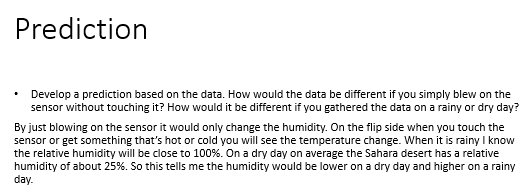 Prediction
• Develop a prediction based on the data. How would the data be different if you simply blew on the
sensor without touching it? How would it be different if you gathered the data on a rainy or dry day?
By just blowing on the sensor it would only change the humidity. On the flip side when you touch the
sensor or get something that's hot or cold you will see the temperature change. When it is rainy I know
the relative humidity will be close to 100%. On a dry day on average the Sahara desert has a relative
humidity of about 25%. So this tells me the humidity would be lower on a dry day and higher on a rainy
day.